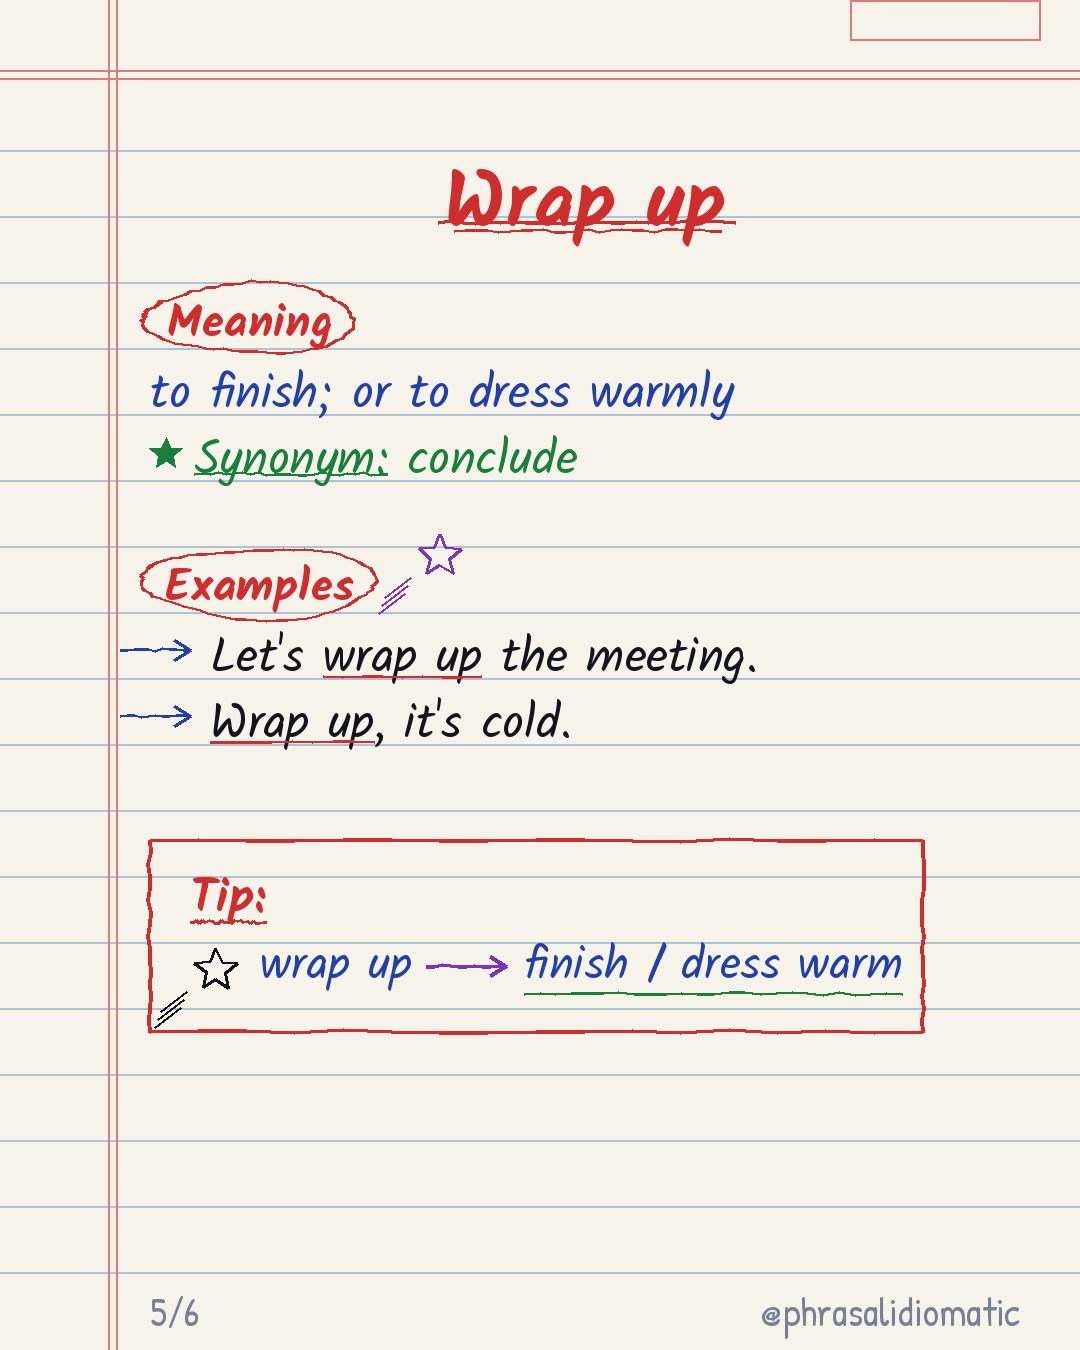 Wrap up
Meaning
to finish; or to dress warmly
★ Synonym: conclude
Examples
→ Let's wrap up the meeting.
→ Wrap up, it's cold.
Tip:
☆ wrap up → finish / dress warm
5/6
@phrasalidiomatic